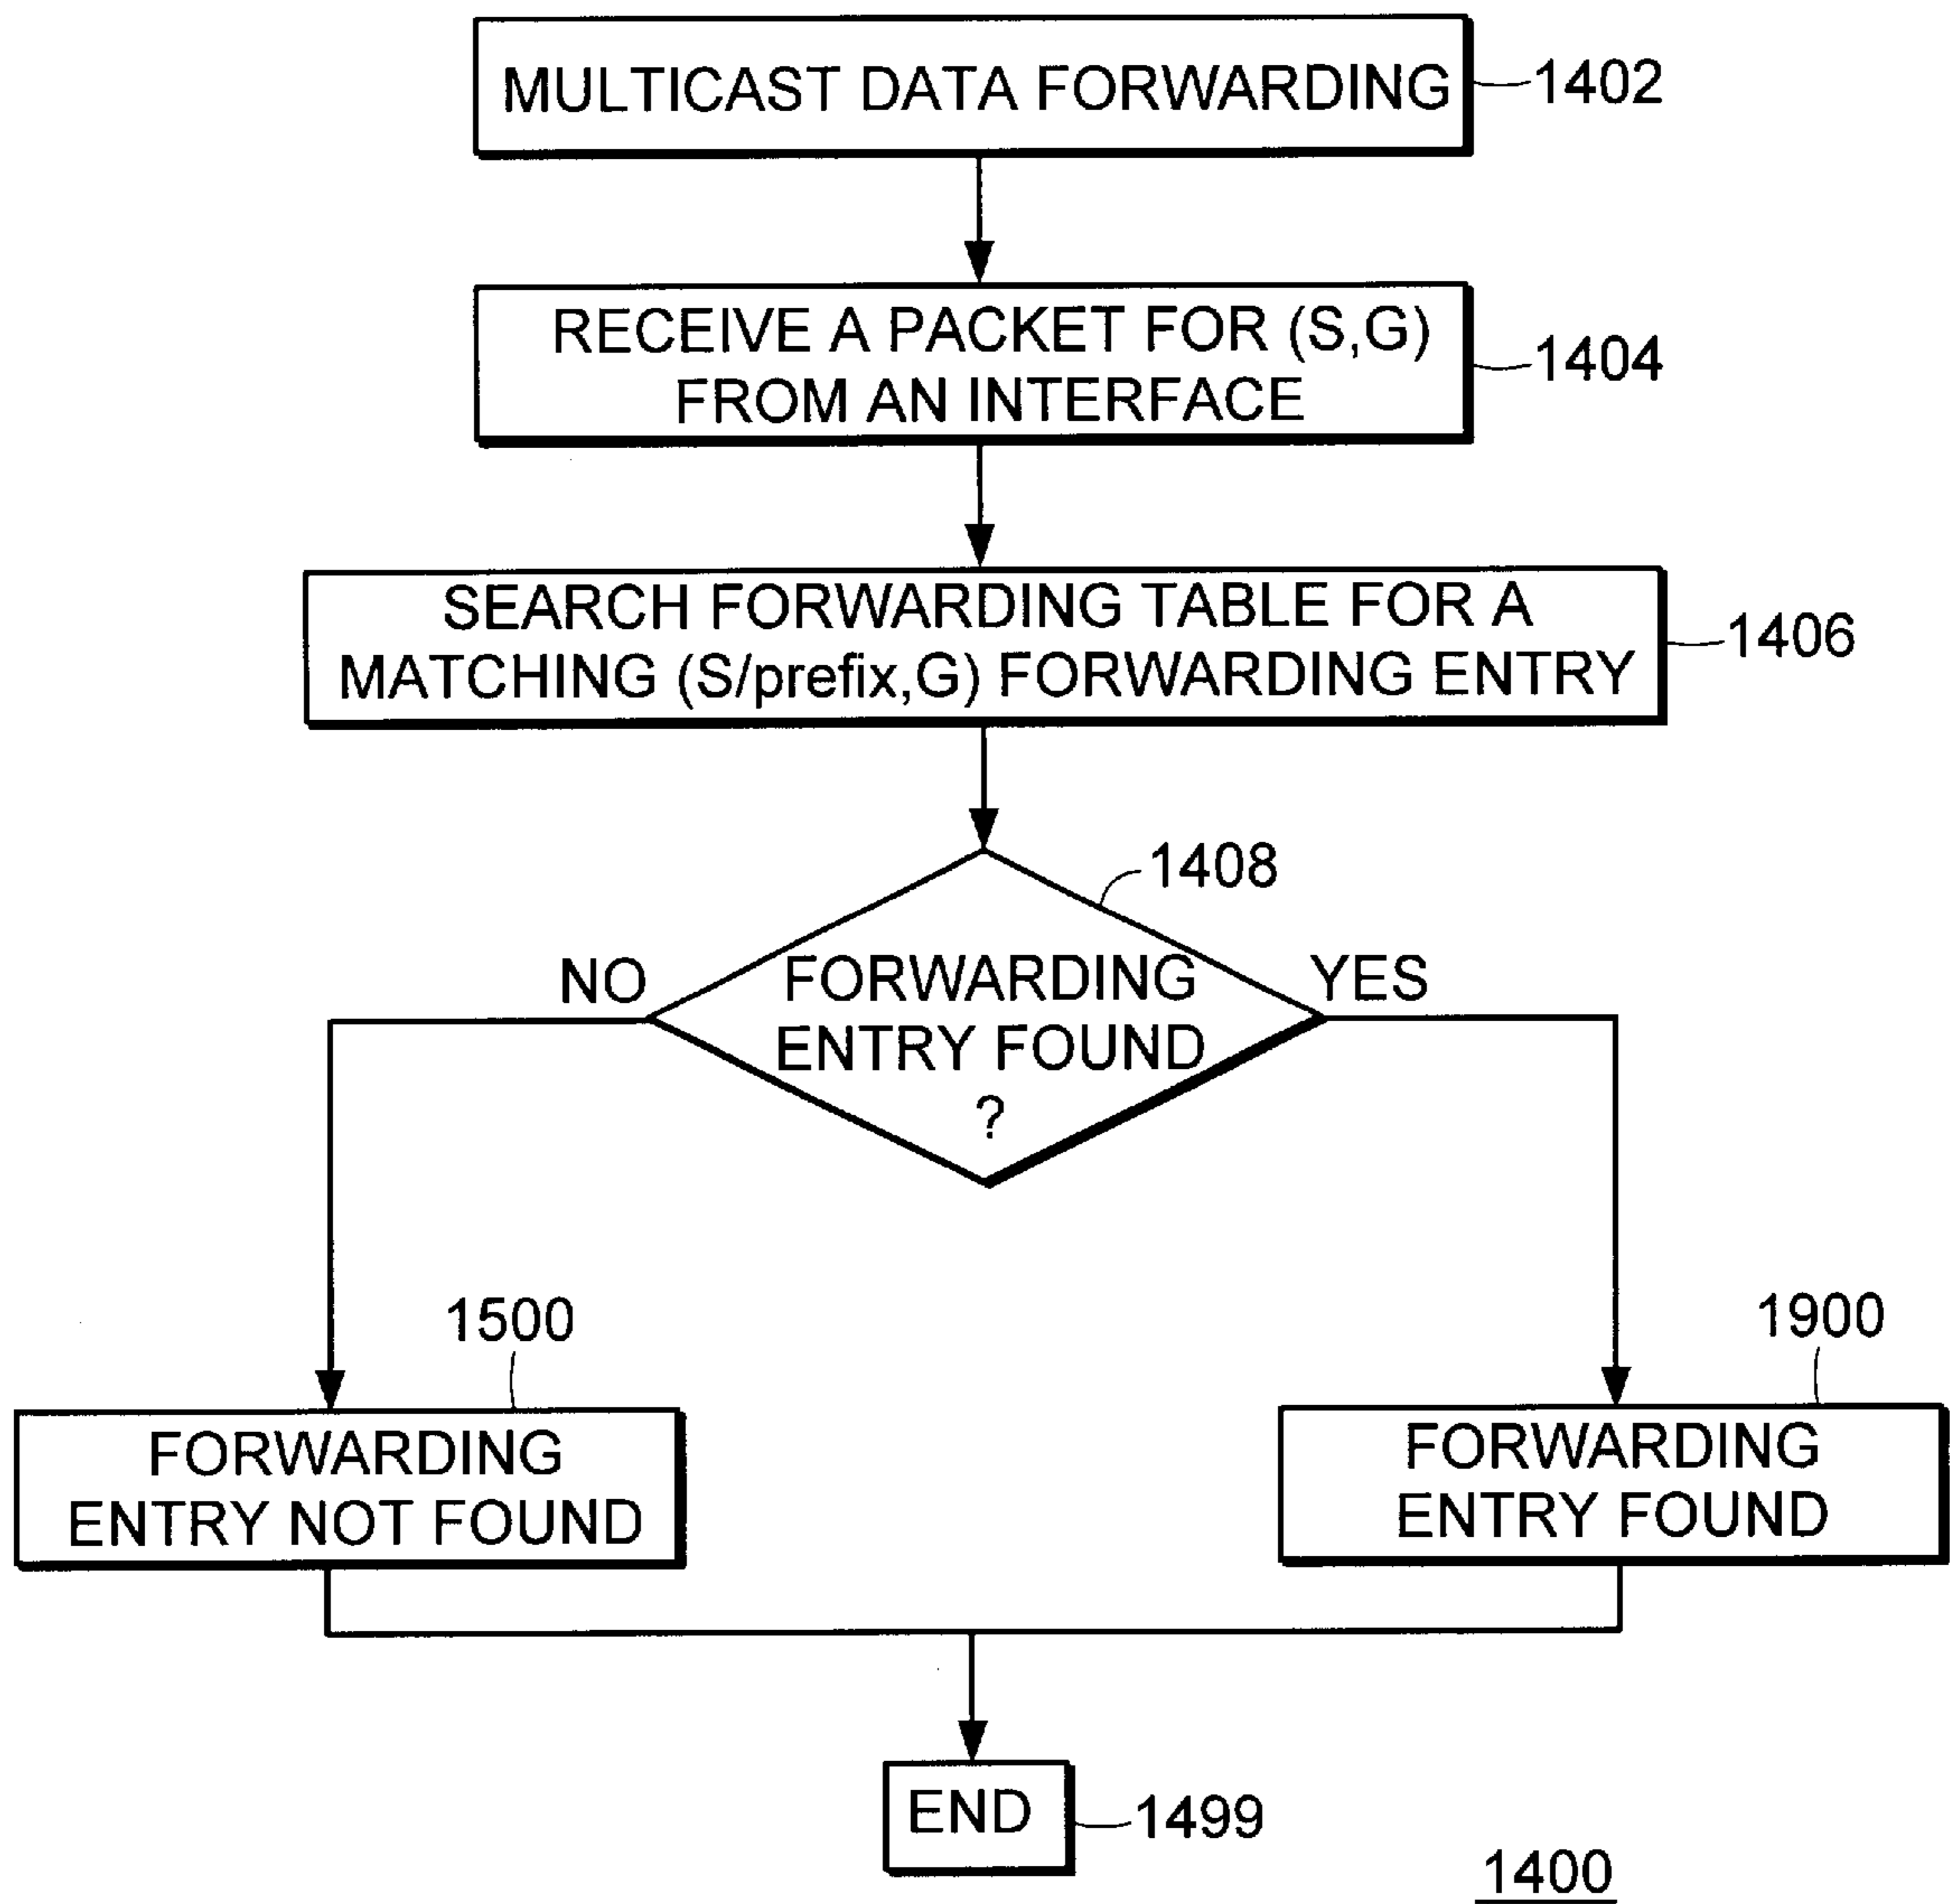 MULTICAST DATA FORWARDING
1402
RECEIVE A PACKET FOR (S,G)
FROM AN INTERFACE
1404
SEARCH FORWARDING TABLE FOR A
MATCHING (S/prefix,G) FORWARDING ENTRY
1406
1408
NO
FORWARDING
ENTRY FOUND
?
YES
1500
FORWARDING
ENTRY NOT FOUND
1900
FORWARDING
ENTRY FOUND
END
1499
1400